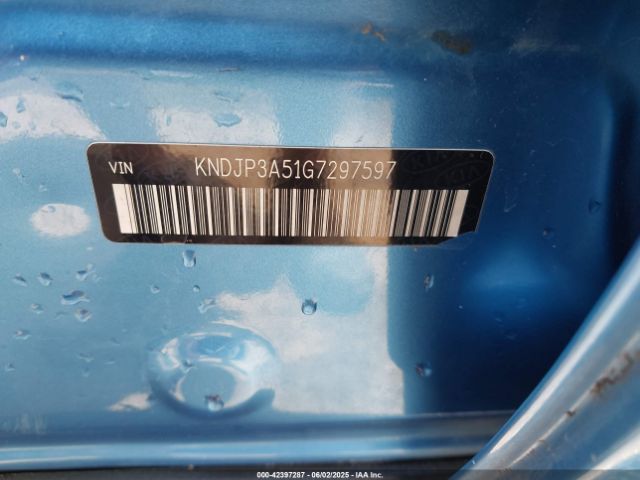 VIN KNDJP3A51G7297597
000-42397287 - 06/02/2025 - IAA Inc.